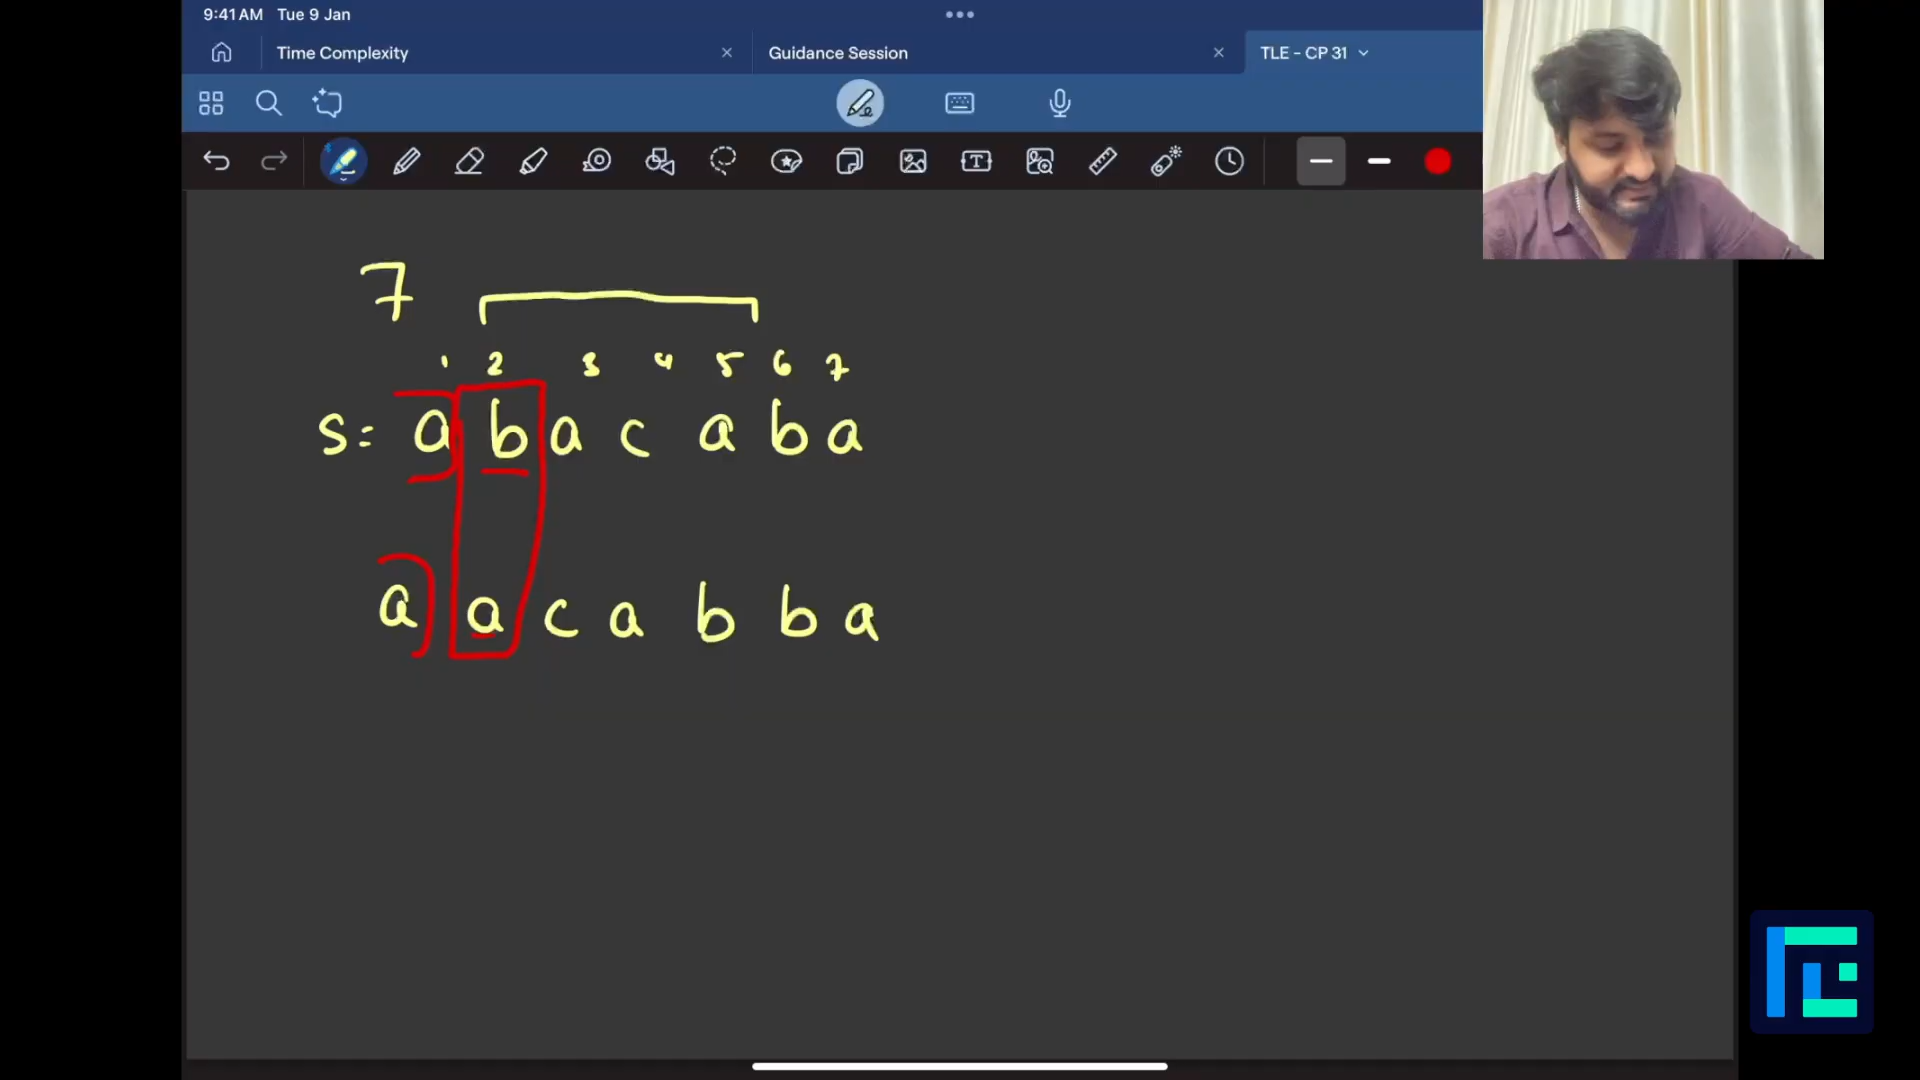 9:41 AM Tue 9 Jan
Time Complexity
Guidance Session
TLE - CP 31
7
1 2 3 4 5 6 7
s= a b a c a b a
a a c a b b a